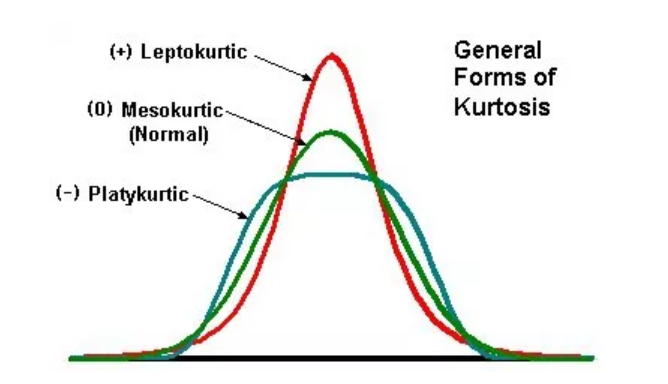 (+) Leptokurtic
General
Forms of
Kurtosis
(0) Mesokurtic
(Normal)
(-) Platykurtic